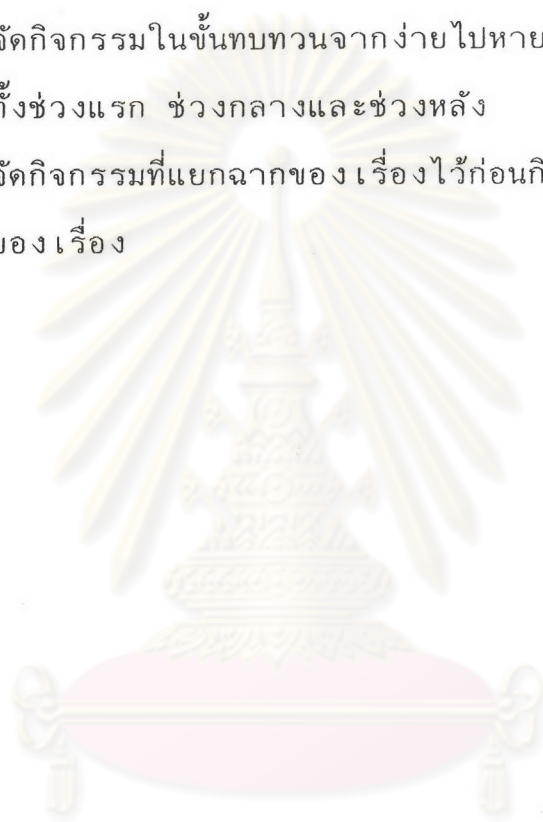 จัดกิจกรรมในขั้นทบทวนจากง่ายไปหาย
ทั้งช่วงแรก ช่วงกลางและช่วงหลัง
จัดกิจกรรมที่แยกฉากของเรื่องไว้ก่อนกิ
ของเรื่อง